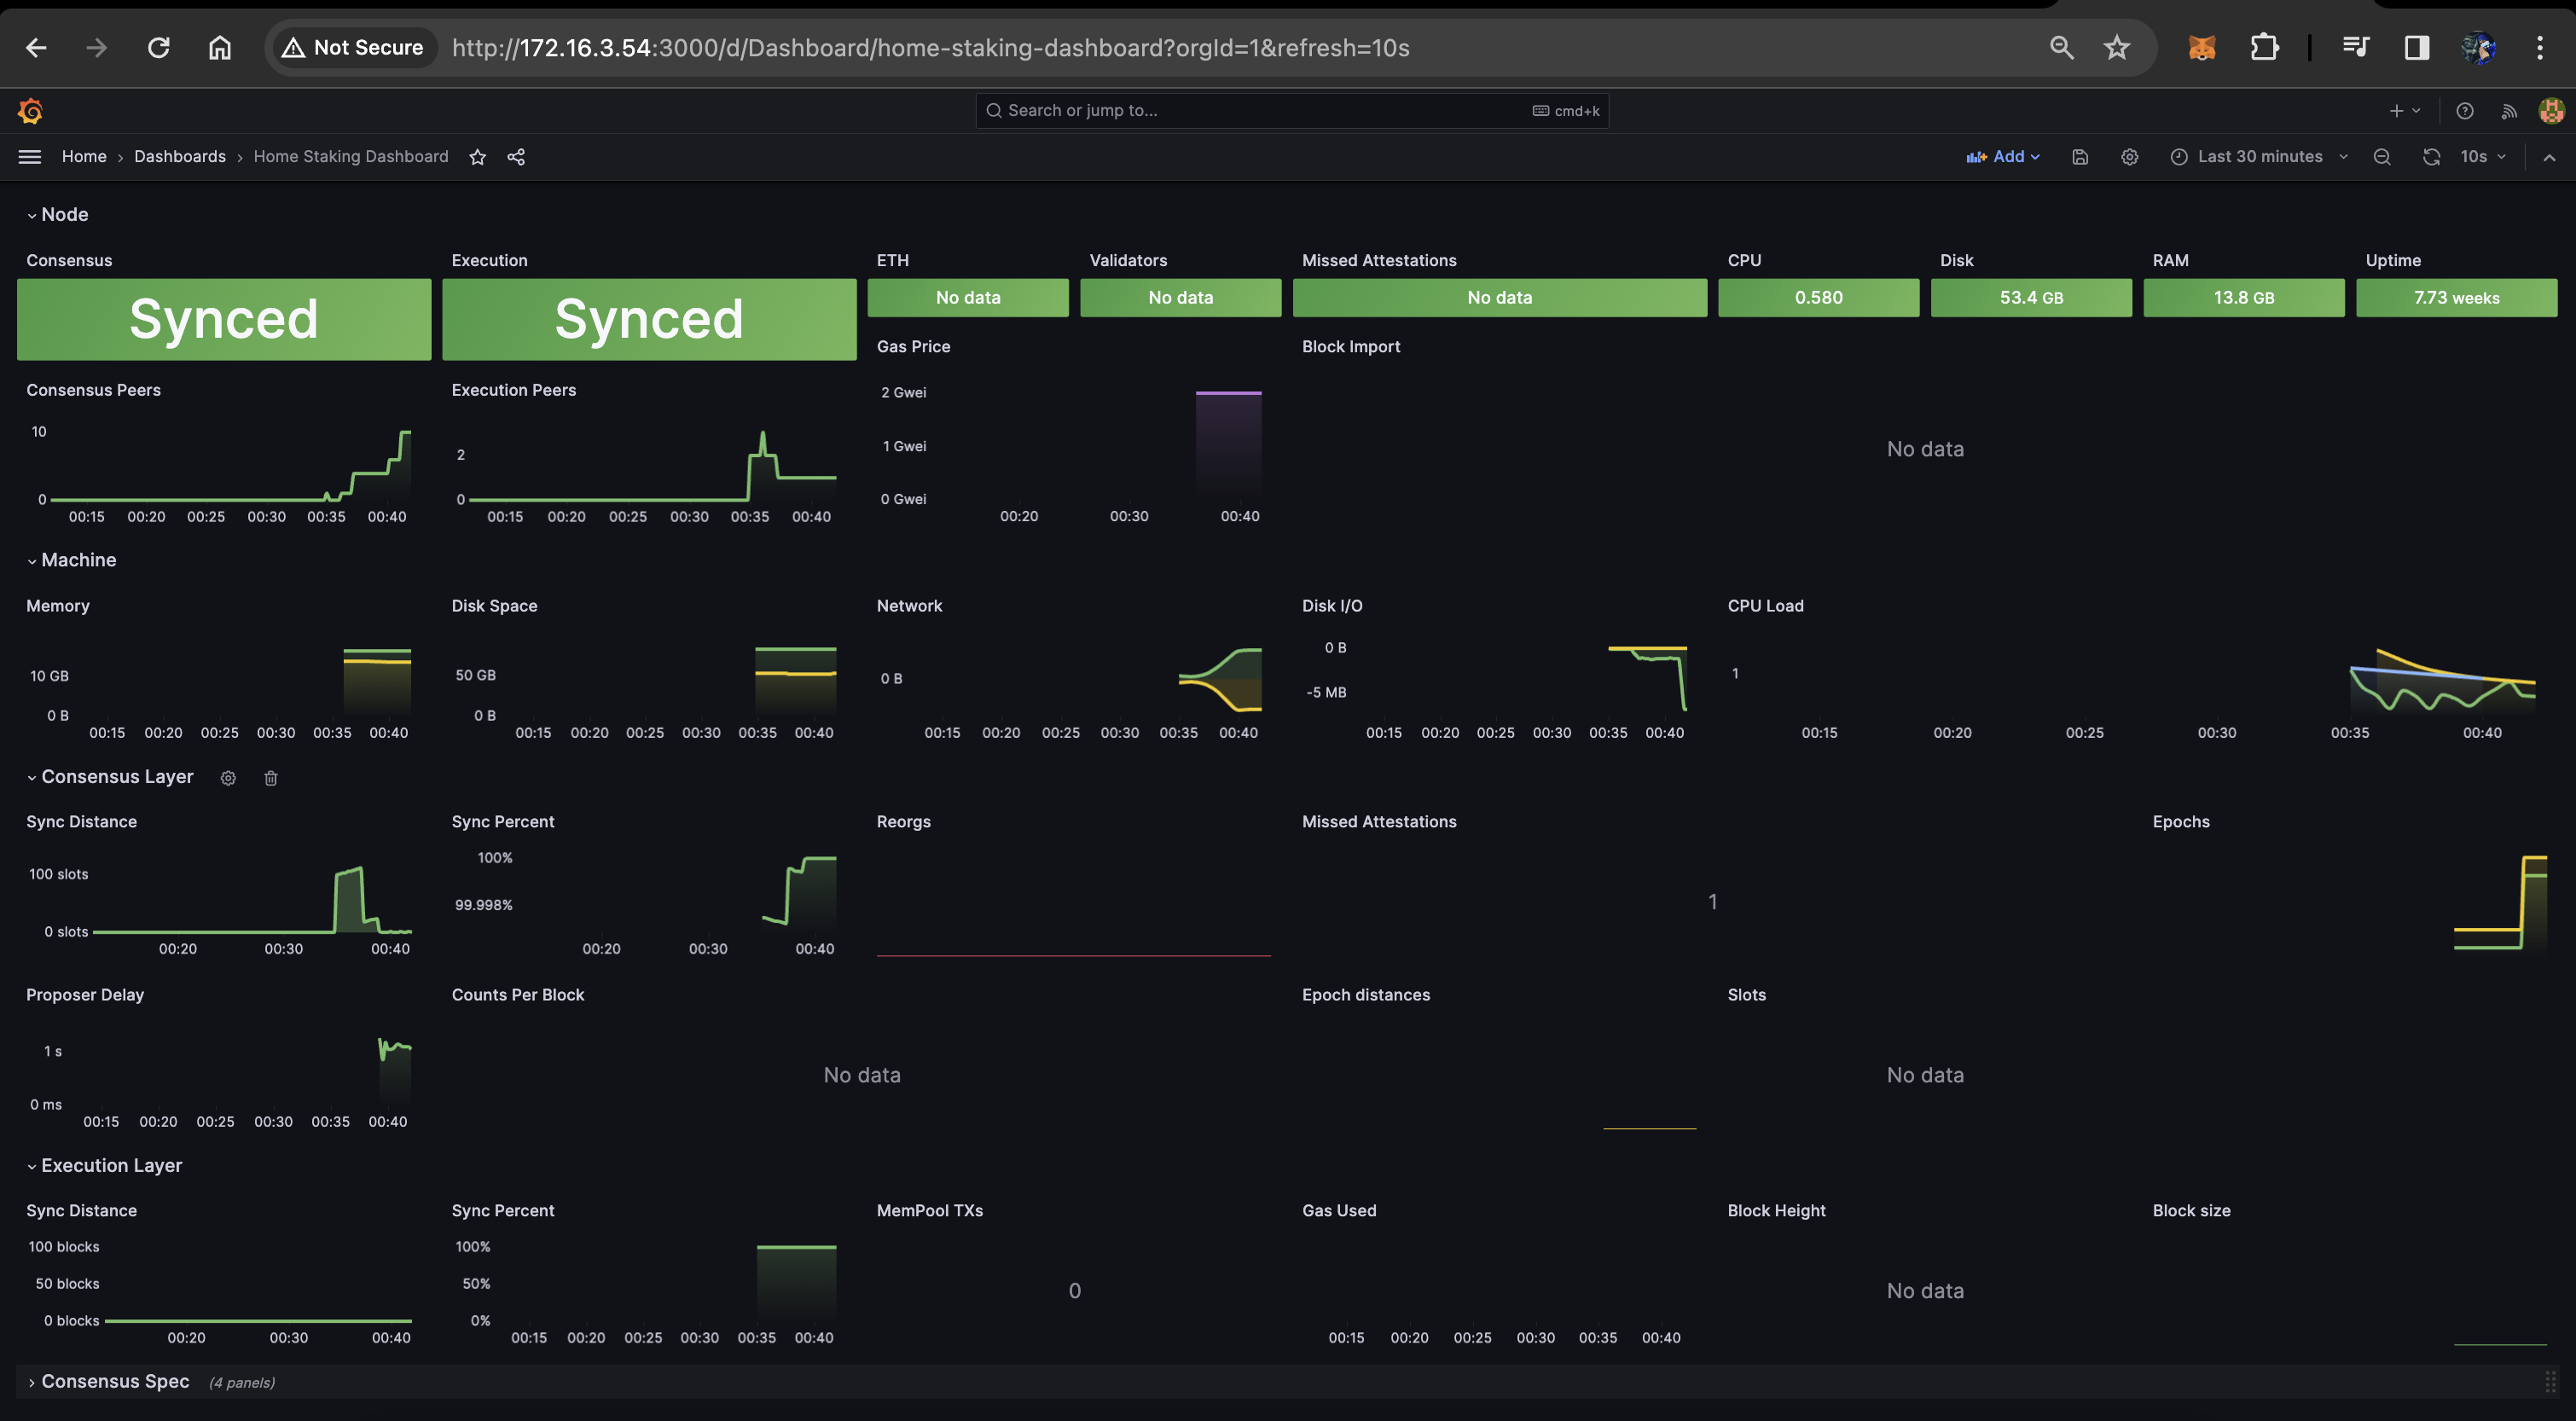 Not Secure
http://172.16.3.54:3000/d/Dashboard/home-staking-dashboard?orgId=1&refresh=10s
Search or jump to...
cmd+k
Home › Dashboards › Home Staking Dashboard
Add
Last 30 minutes
10s
Node
Consensus
Synced
Execution
Synced
ETH
No data
Validators
No data
Missed Attestations
No data
CPU
0.580
Disk
53.4 GB
RAM
13.8 GB
Uptime
7.73 weeks
Consensus Peers
10
0
00:15 00:20 00:25 00:30 00:35 00:40
Execution Peers
2
0
00:15 00:20 00:25 00:30 00:35 00:40
Gas Price
2 Gwei
1 Gwei
0 Gwei
00:20 00:30 00:40
Block Import
No data
Machine
Memory
10 GB
0 B
00:15 00:20 00:25 00:30 00:35 00:40
Disk Space
50 GB
0 B
00:15 00:20 00:25 00:30 00:35 00:40
Network
0 B
00:15 00:20 00:25 00:30 00:35 00:40
Disk I/O
0 B
-5 MB
00:15 00:20 00:25 00:30 00:35 00:40
CPU Load
1
00:15 00:20 00:25 00:30 00:35 00:40
Consensus Layer
Sync Distance
100 slots
0 slots
00:20 00:30 00:40
Sync Percent
100%
99.998%
00:20 00:30 00:40
Reorgs
Missed Attestations
1
Epochs
Proposer Delay
1 s
0 ms
00:15 00:20 00:25 00:30 00:35 00:40
Counts Per Block
No data
Epoch distances
Slots
No data
Execution Layer
Sync Distance
100 blocks
50 blocks
0 blocks
00:20 00:30 00:40
Sync Percent
100%
50%
0%
00:15 00:20 00:25 00:30 00:35 00:40
MemPool TXs
0
Gas Used
00:15 00:20 00:25 00:30 00:35 00:40
Block Height
No data
Block size
Consensus Spec (4 panels)